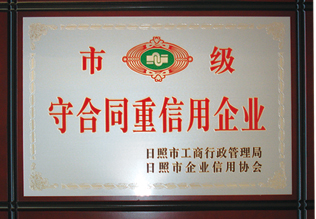 市 级
守合同重信用企业
日照市工商行政管理局
日照市企业信用协会